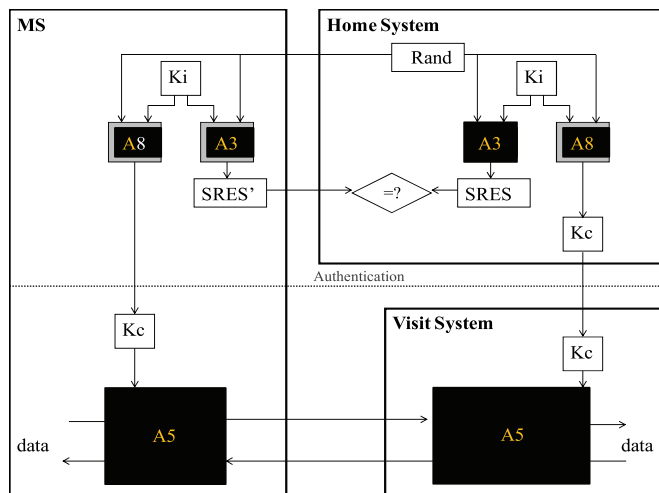 MS
Home System
Rand
Ki
Ki
A8
A3
A3
A8
SRES’
=?
SRES
Kc
Authentication
Kc
Visit System
Kc
A5
A5
data
data